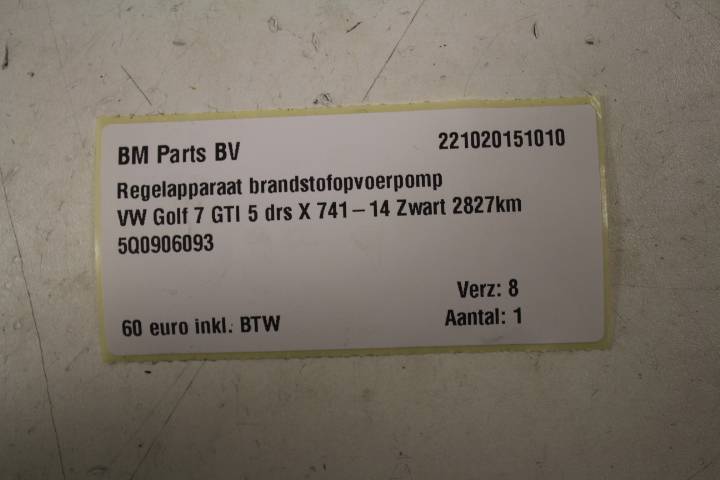 BM Parts BV 221020151010
Regelapparaat brandstofopvoerpomp
VW Golf 7 GTI 5 drs X 741-14 Zwart 2827km
5Q0906093
Verz: 8
60 euro inkl. BTW Aantal: 1